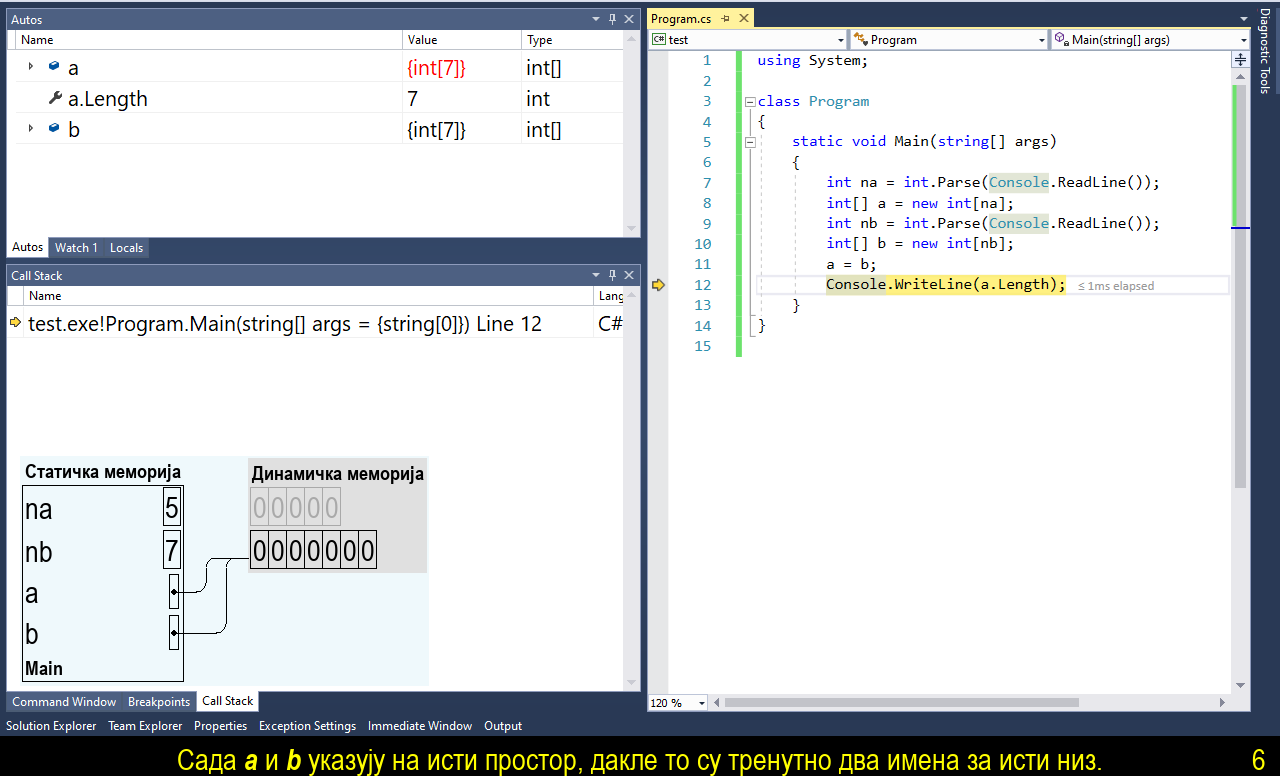 Autos
Name Value Type
a {int[7]} int[]
a.Length 7 int
b {int[7]} int[]
Autos Watch 1 Locals
Call Stack
Name Lang
test.exe!Program.Main(string[] args = {string[0]}) Line 12 C#
Статичка меморија
Динамичка меморија
na 5
0 0 0 0 0
nb 7
0 0 0 0 0 0 0
a
b
Main
Command Window Breakpoints Call Stack
Solution Explorer Team Explorer Properties Exception Settings Immediate Window Output
Program.cs
C# test Program Main(string[] args)
1 using System;
2
3 class Program
4 {
5 static void Main(string[] args)
6 {
7 int na = int.Parse(Console.ReadLine());
8 int[] a = new int[na];
9 int nb = int.Parse(Console.ReadLine());
10 int[] b = new int[nb];
11 a = b;
12 Console.WriteLine(a.Length); ≤ 1ms elapsed
13 }
14 }
15
120 %
Diagnostic Tools
Сада a и b указују на исти простор, дакле то су тренутно два имена за исти низ. 6